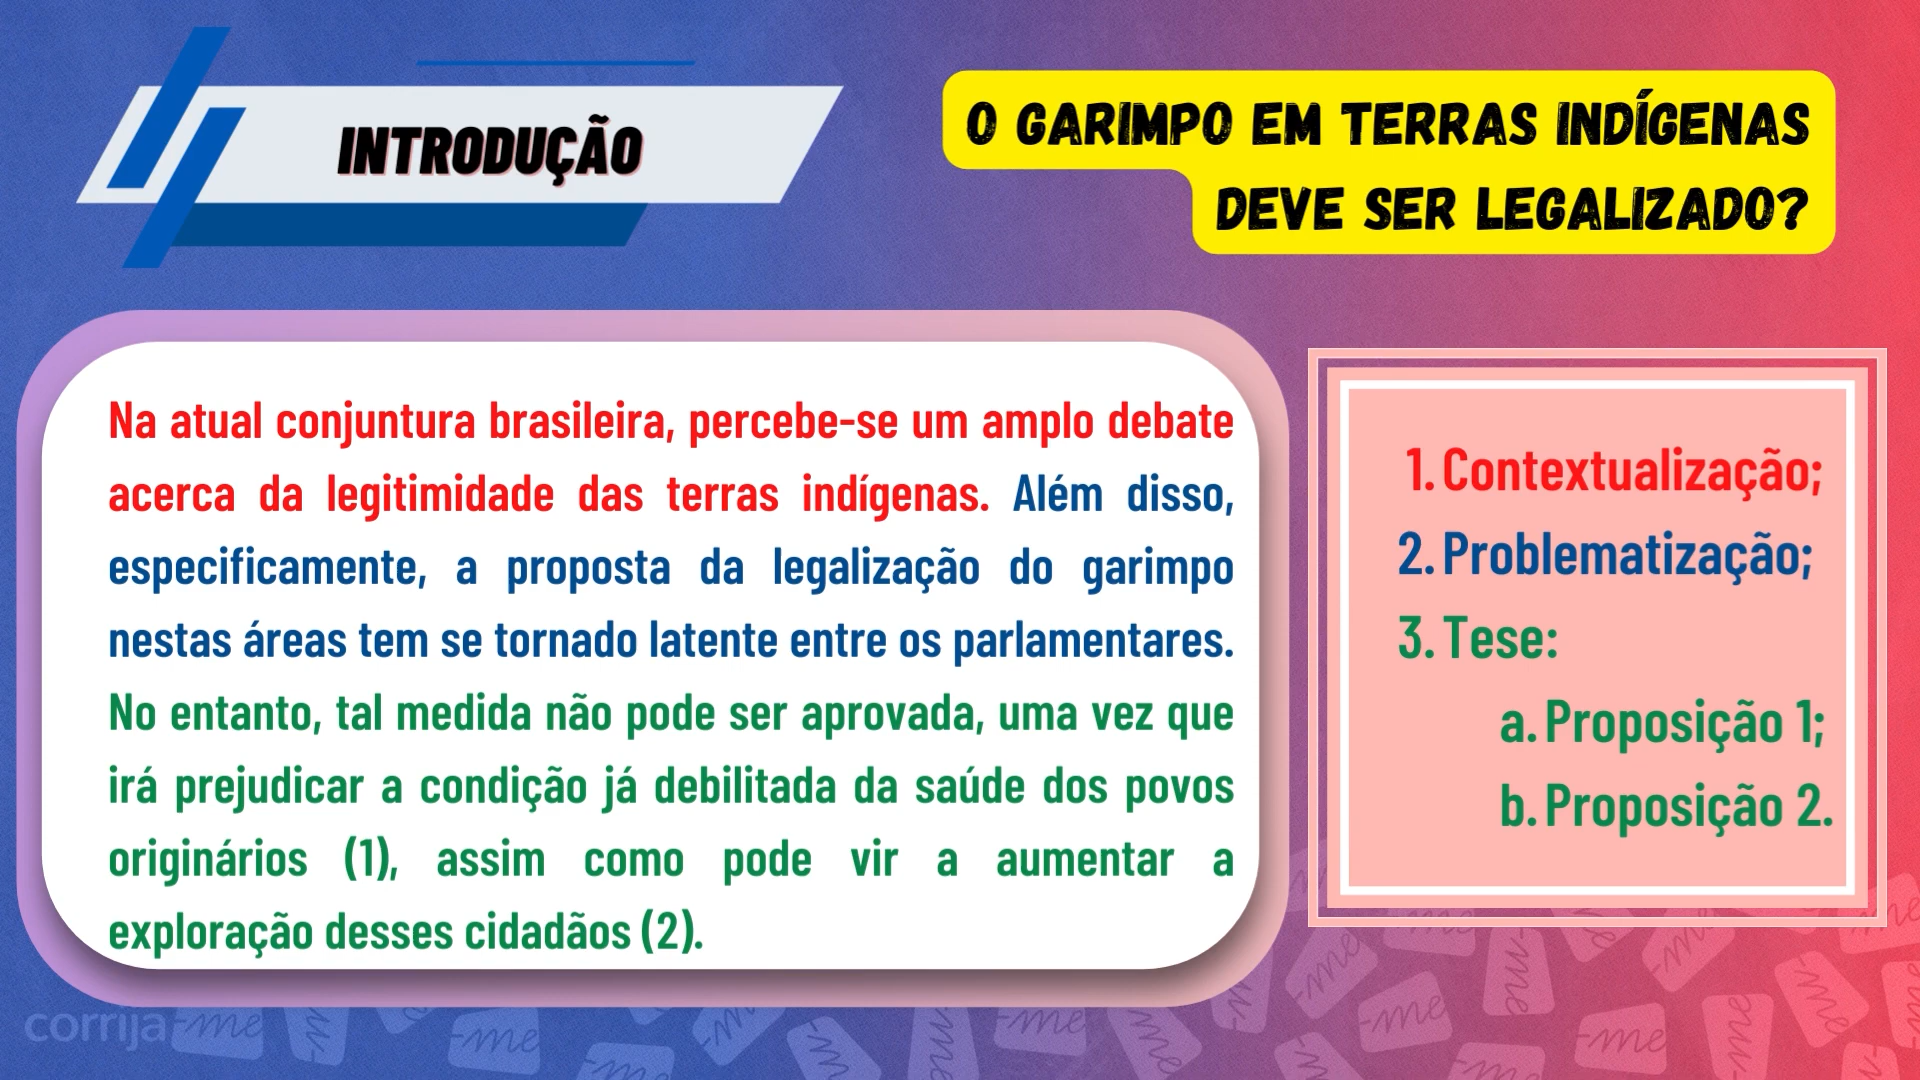 INTRODUÇÃO
O GARIMPO EM TERRAS INDÍGENAS
DEVE SER LEGALIZADO?
Na atual conjuntura brasileira, percebe-se um amplo debate
acerca da legitimidade das terras indígenas. Além disso,
especificamente, a proposta da legalização do garimpo
nestas áreas tem se tornado latente entre os parlamentares.
No entanto, tal medida não pode ser aprovada, uma vez que
irá prejudicar a condição já debilitada da saúde dos povos
originários (1), assim como pode vir a aumentar a
exploração desses cidadãos (2).
1. Contextualização;
2. Problematização;
3. Tese:
a. Proposição 1;
b. Proposição 2.
corrija-me